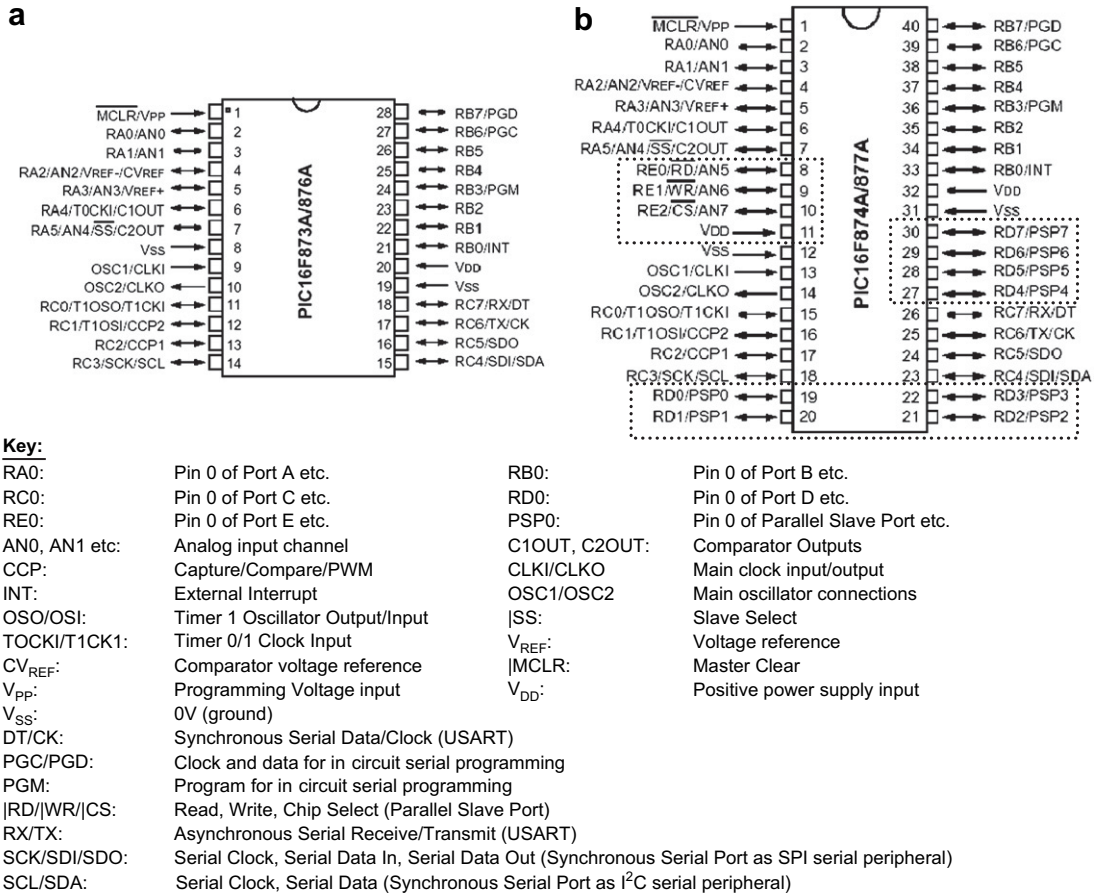 a
MCLR/VPP 1
RA0/AN0 2
RA1/AN1 3
RA2/AN2/VREF-/CVREF 4
RA3/AN3/VREF+ 5
RA4/T0CKI/C1OUT 6
RA5/AN4/SS/C2OUT 7
VSS 8
OSC1/CLKI 9
OSC2/CLKO 10
RC0/T1OSO/T1CKI 11
RC1/T1OSI/CCP2 12
RC2/CCP1 13
RC3/SCK/SCL 14
PIC16F873A/876A
28 RB7/PGD
27 RB6/PGC
26 RB5
25 RB4
24 RB3/PGM
23 RB2
22 RB1
21 RB0/INT
20 VDD
19 VSS
18 RC7/RX/DT
17 RC6/TX/CK
16 RC5/SDO
15 RC4/SDI/SDA
b
MCLR/VPP 1
RA0/AN0 2
RA1/AN1 3
RA2/AN2/VREF-/CVREF 4
RA3/AN3/VREF+ 5
RA4/T0CKI/C1OUT 6
RA5/AN4/SS/C2OUT 7
RE0/RD/AN5 8
RE1/WR/AN6 9
RE2/CS/AN7 10
VDD 11
VSS 12
OSC1/CLKI 13
OSC2/CLKO 14
RC0/T1OSO/T1CKI 15
RC1/T1OSI/CCP2 16
RC2/CCP1 17
RC3/SCK/SCL 18
RD0/PSP0 19
RD1/PSP1 20
PIC16F874A/877A
40 RB7/PGD
39 RB6/PGC
38 RB5
37 RB4
36 RB3/PGM
35 RB2
34 RB1
33 RB0/INT
32 VDD
31 VSS
30 RD7/PSP7
29 RD6/PSP6
28 RD5/PSP5
27 RD4/PSP4
26 RC7/RX/DT
25 RC6/TX/CK
24 RC5/SDO
23 RC4/SDI/SDA
22 RD3/PSP3
21 RD2/PSP2
Key:
RA0: Pin 0 of Port A etc. RB0: Pin 0 of Port B etc.
RC0: Pin 0 of Port C etc. RD0: Pin 0 of Port D etc.
RE0: Pin 0 of Port E etc. PSP0: Pin 0 of Parallel Slave Port etc.
AN0, AN1 etc: Analog input channel C1OUT, C2OUT: Comparator Outputs
CCP: Capture/Compare/PWM CLKI/CLKO Main clock input/output
INT: External Interrupt OSC1/OSC2 Main oscillator connections
OSO/OSI: Timer 1 Oscillator Output/Input |SS: Slave Select
TOCKI/T1CK1: Timer 0/1 Clock Input VREF: Voltage reference
CVREF: Comparator voltage reference |MCLR: Master Clear
VPP: Programming Voltage input VDD: Positive power supply input
VSS: 0V (ground)
DT/CK: Synchronous Serial Data/Clock (USART)
PGC/PGD: Clock and data for in circuit serial programming
PGM: Program for in circuit serial programming
|RD/|WR/|CS: Read, Write, Chip Select (Parallel Slave Port)
RX/TX: Asynchronous Serial Receive/Transmit (USART)
SCK/SDI/SDO: Serial Clock, Serial Data In, Serial Data Out (Synchronous Serial Port as SPI serial peripheral)
SCL/SDA: Serial Clock, Serial Data (Synchronous Serial Port as I²C serial peripheral)